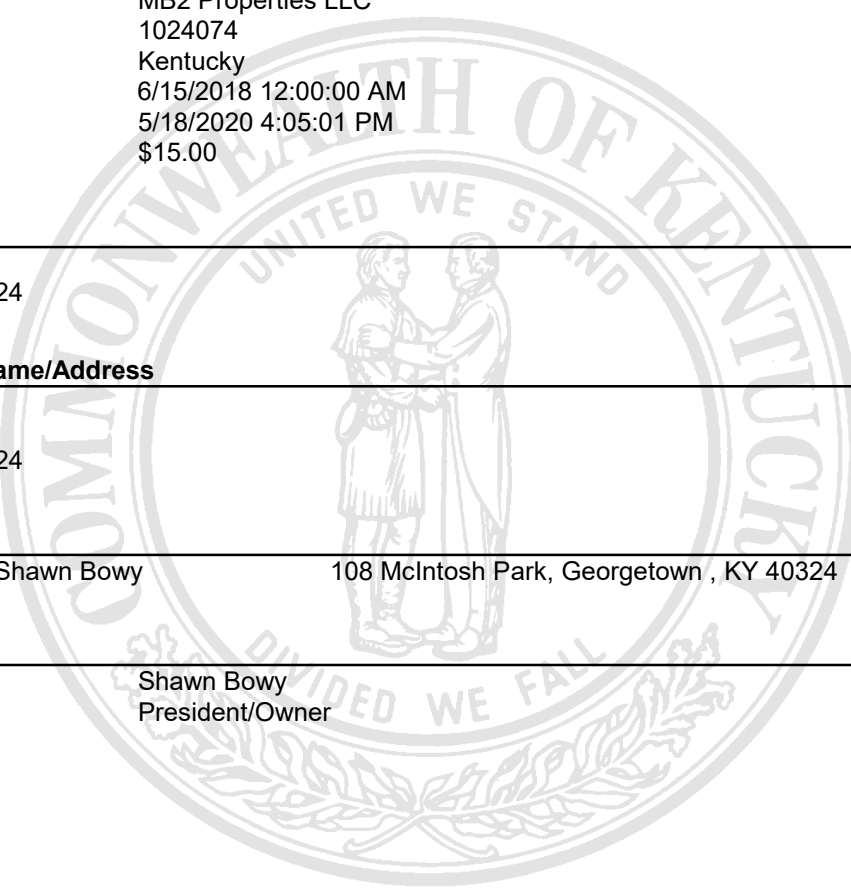 MB2 Properties LLC
1024074
Kentucky
6/15/2018 12:00:00 AM
5/18/2020 4:05:01 PM
$15.00
COMMONWEALTH OF KENTUCKY
UNITED WE STAND
24
ame/Address
24
Shawn Bowy 108 McIntosh Park, Georgetown , KY 40324
DIVIDED WE FALL
Shawn Bowy
President/Owner